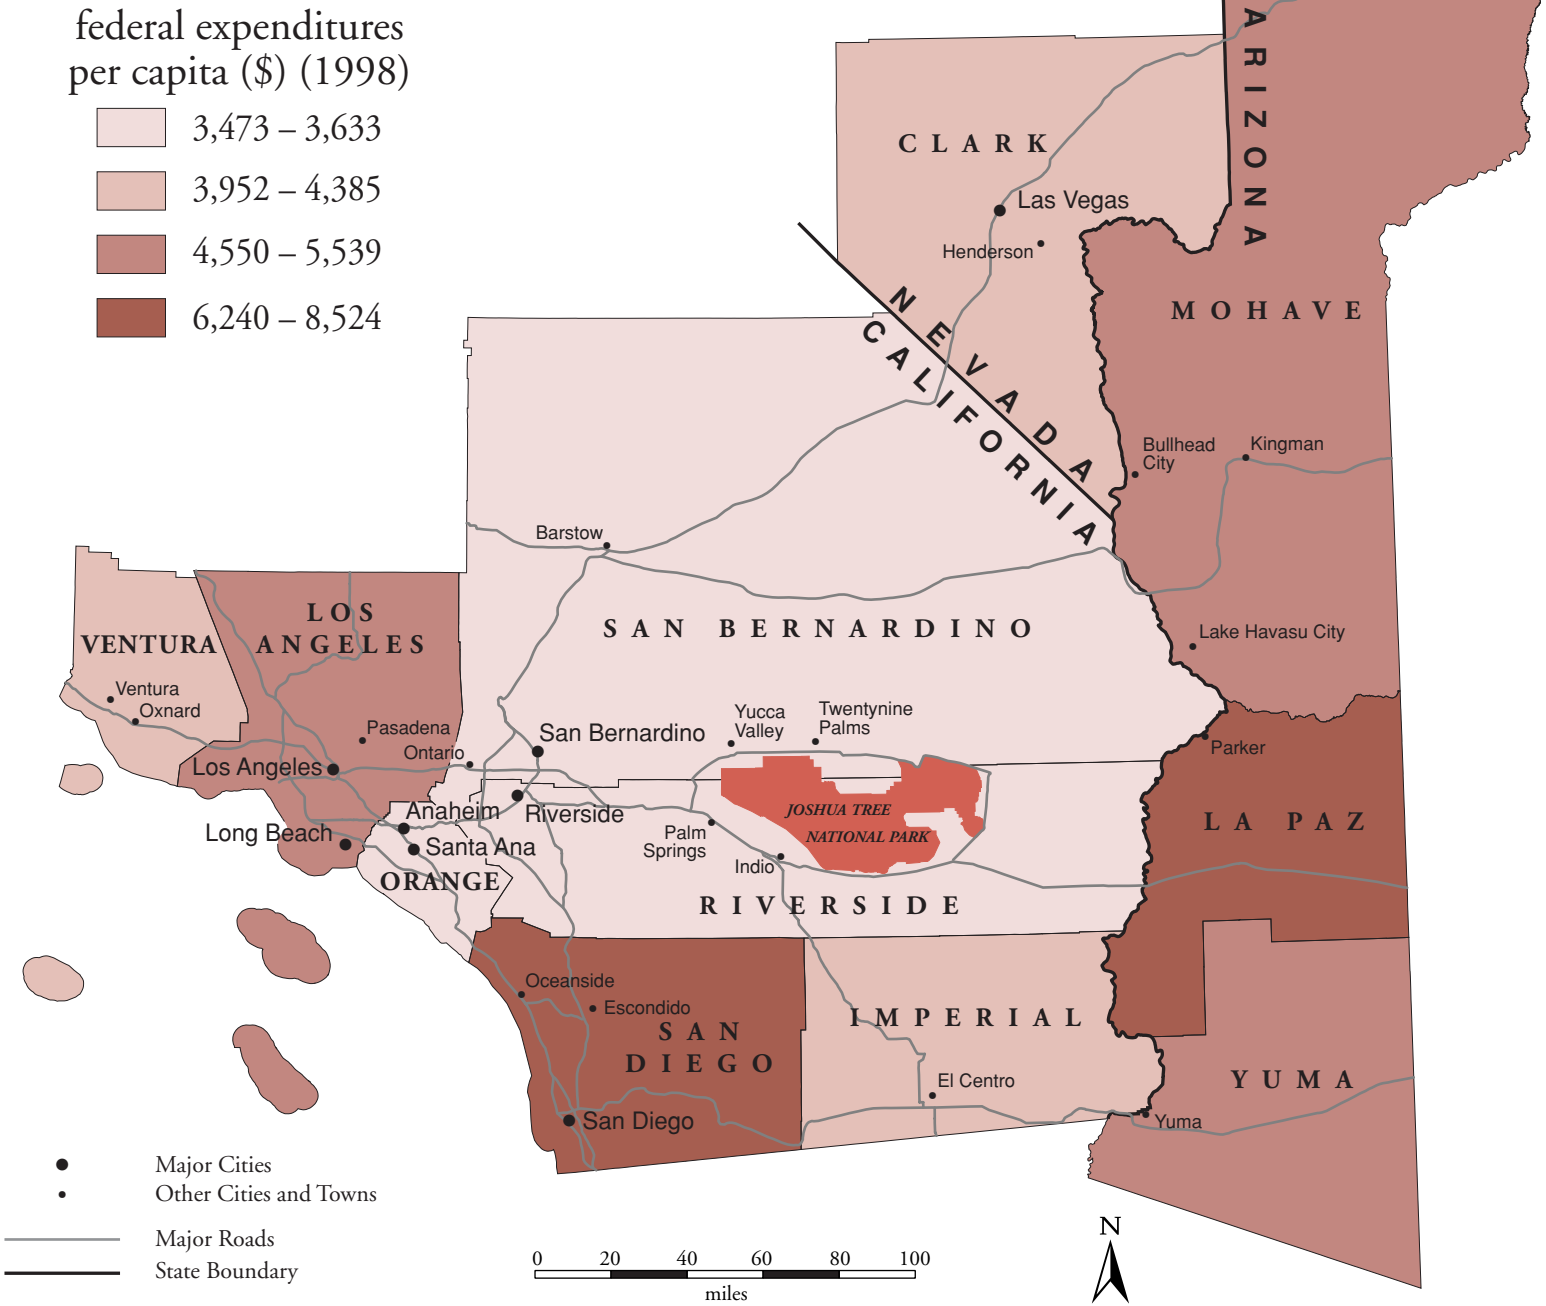 federal expenditures
per capita ($) (1998)
3,473 – 3,633
3,952 – 4,385
4,550 – 5,539
6,240 – 8,524
ARIZONA
CLARK
Las Vegas
Henderson
NEVADA
CALIFORNIA
MOHAVE
Bullhead
City
Kingman
Barstow
LOS
ANGELES
VENTURA
SAN BERNARDINO
Lake Havasu City
Ventura
Oxnard
Pasadena
Ontario
San Bernardino
Yucca
Valley
Twentynine
Palms
Parker
Los Angeles
Anaheim
Riverside
JOSHUA TREE
NATIONAL PARK
LA PAZ
Long Beach
Santa Ana
Palm
Springs
Indio
ORANGE
RIVERSIDE
Oceanside
Escondido
SAN
DIEGO
IMPERIAL
El Centro
YUMA
San Diego
Yuma
Major Cities
Other Cities and Towns
Major Roads
State Boundary
0 20 40 60 80 100
miles
N